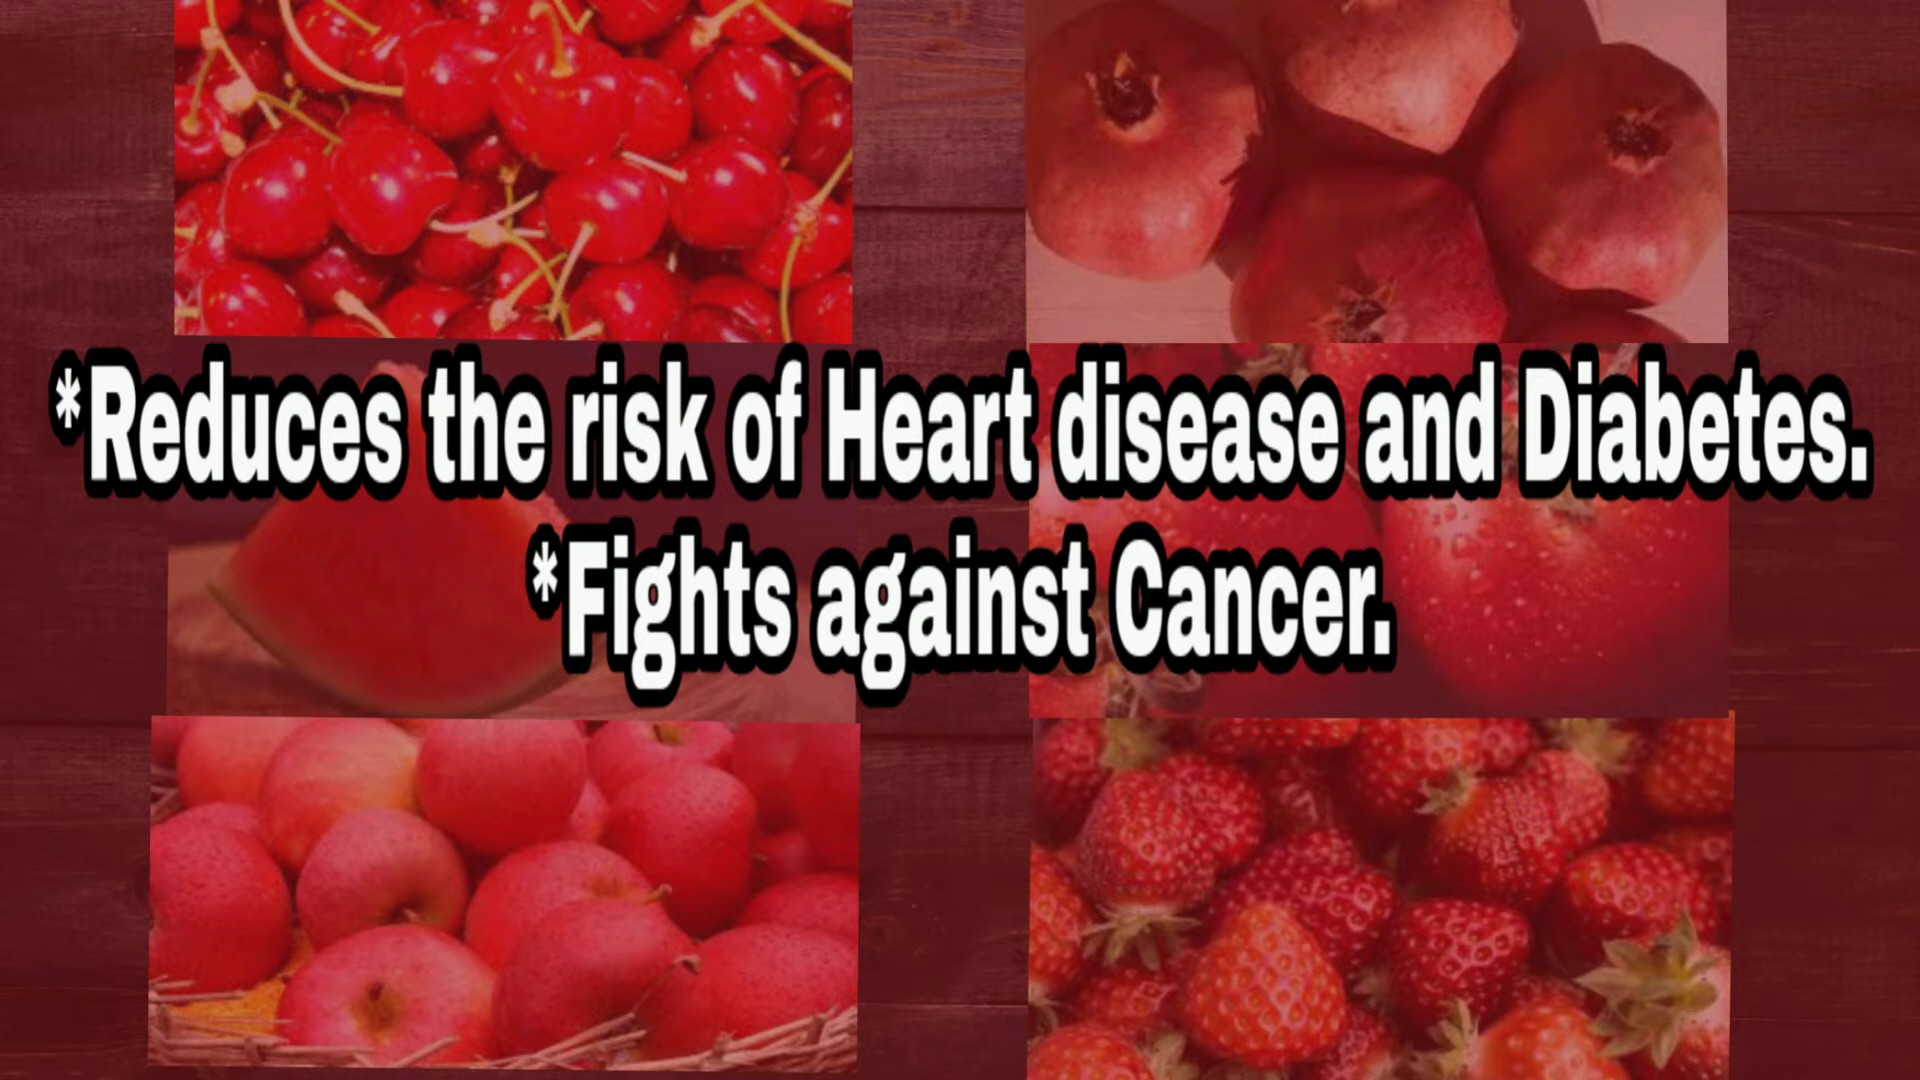 *Reduces the risk of Heart disease and Diabetes.
*Fights against Cancer.